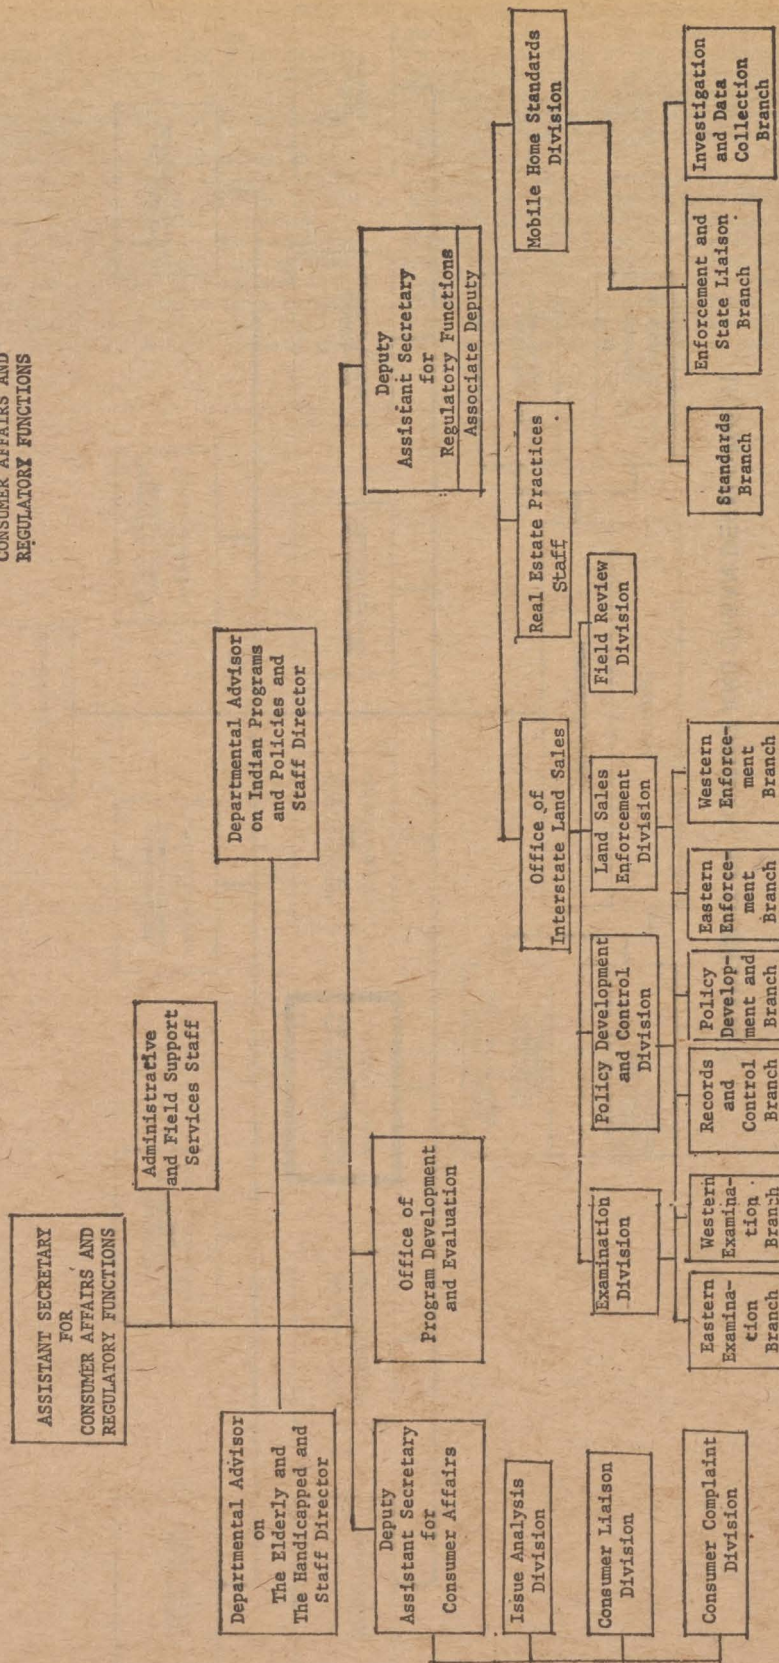 CONSUMER AFFAIRS AND
REGULATORY FUNCTIONS
ASSISTANT SECRETARY
FOR
CONSUMER AFFAIRS AND
REGULATORY FUNCTIONS
Administrative
and Field Support
Services Staff
Departmental Advisor
on
The Elderly and
The Handicapped and
Staff Director
Departmental Advisor
on Indian Programs
and Policies and
Staff Director
Deputy
Assistant Secretary
for
Consumer Affairs
Office of
Program Development
and Evaluation
Deputy
Assistant Secretary
for
Regulatory Functions
Associate Deputy
Issue Analysis
Division
Consumer Liaison
Division
Consumer Complaint
Division
Office of
Interstate Land Sales
Real Estate Practices
Staff
Mobile Home Standards
Division
Examination
Division
Policy Development
and Control
Division
Land Sales
Enforcement
Division
Field Review
Division
Eastern
Examina-
tion
Branch
Western
Examina-
tion
Branch
Records
and
Control
Branch
Policy
Develop-
ment and
Branch
Eastern
Enforce-
ment
Branch
Western
Enforce-
ment
Branch
Standards
Branch
Enforcement and
State Liaison
Branch
Investigation
and Data
Collection
Branch